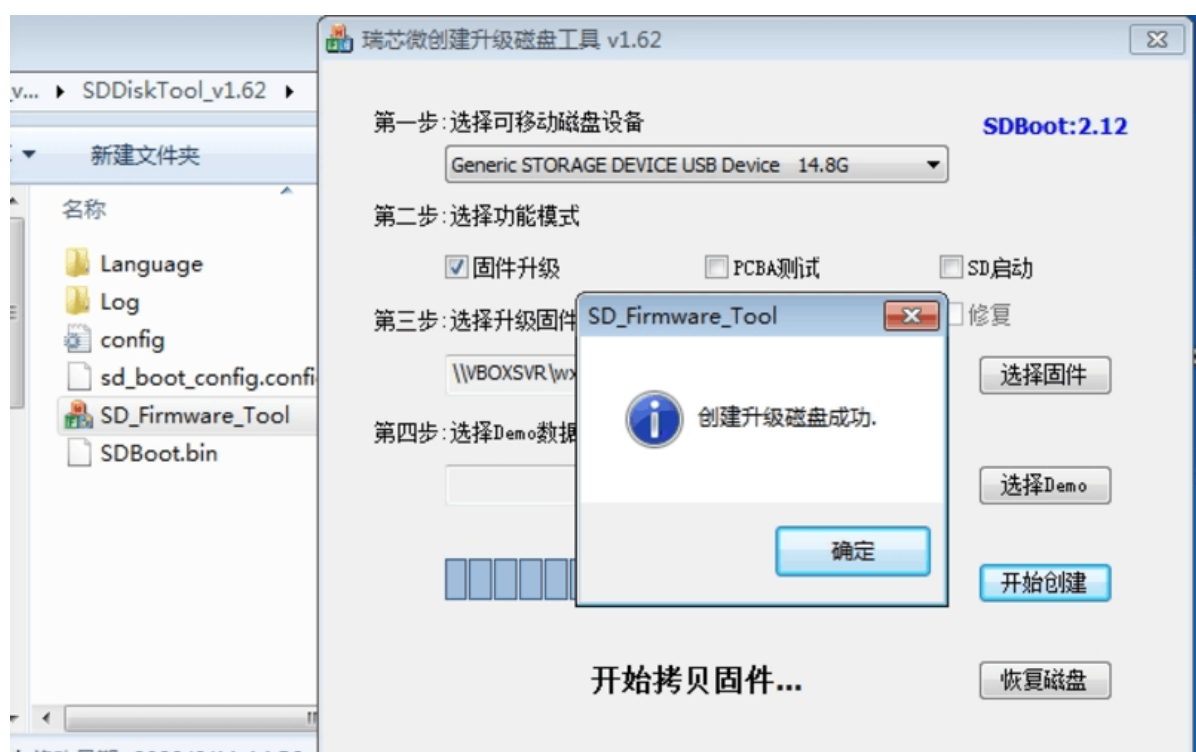 瑞芯微创建升级磁盘工具 v1.62
_v... ▸ SDDiskTool_v1.62 ▸
新建文件夹
名称
Language
Log
config
sd_boot_config.confi
SD_Firmware_Tool
SDBoot.bin
第一步:选择可移动磁盘设备
SDBoot:2.12
Generic STORAGE DEVICE USB Device 14.8G
第二步:选择功能模式
固件升级
PCBA测试
SD启动
第三步:选择升级固件
修复
\\VBOXSVR\wx
选择固件
第四步:选择Demo数据
选择Demo
SD_Firmware_Tool
创建升级磁盘成功.
确定
开始创建
开始拷贝固件...
恢复磁盘